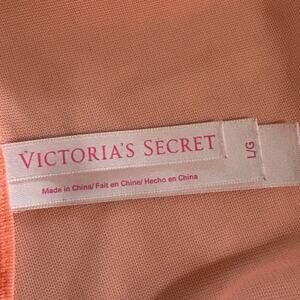 VICTORIA'S SECRET
Made in China/ Fait en Chine/ Hecho en China
L/G